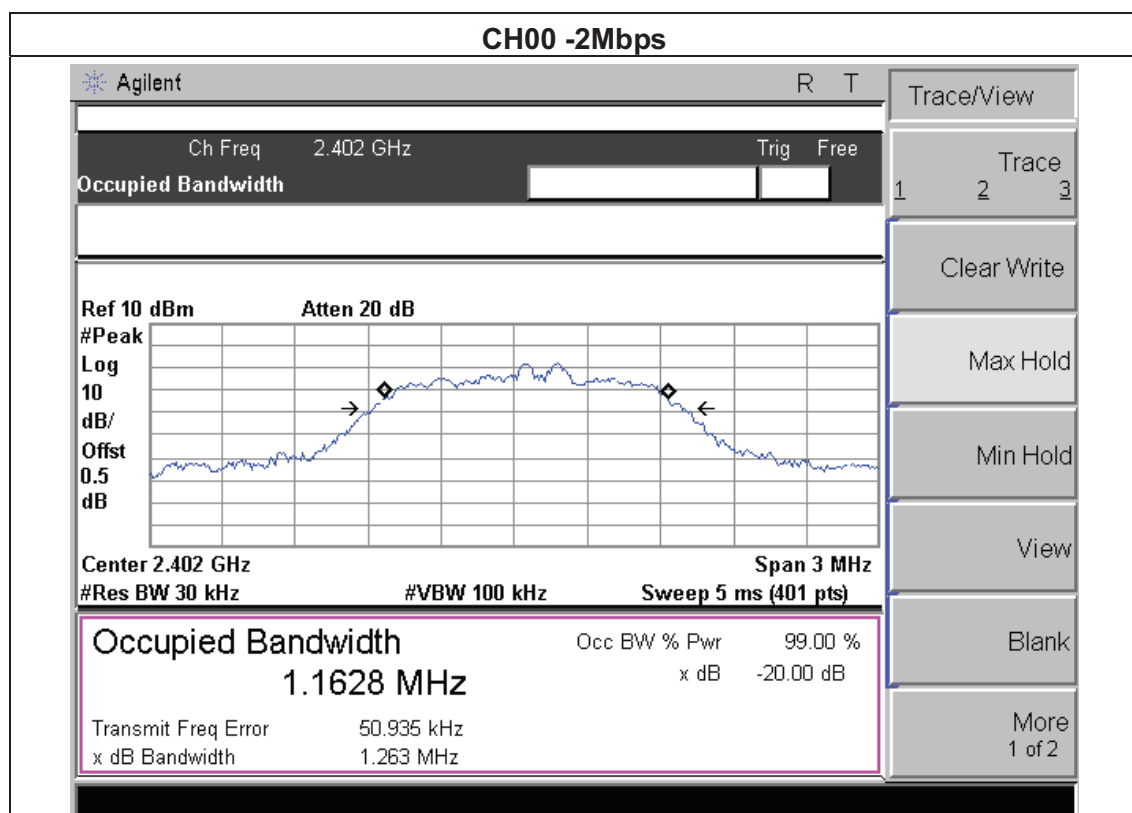 CH00 -2Mbps
Agilent R T
Trace/View
Ch Freq 2.402 GHz Trig Free
Occupied Bandwidth
Trace
1 2 3
Clear Write
Ref 10 dBm Atten 20 dB
#Peak
Log
10
dB/
Offst
0.5
dB
Max Hold
Min Hold
View
Center 2.402 GHz Span 3 MHz
#Res BW 30 kHz #VBW 100 kHz Sweep 5 ms (401 pts)
Occupied Bandwidth Occ BW % Pwr 99.00 %
1.1628 MHz x dB -20.00 dB
Transmit Freq Error 50.935 kHz
x dB Bandwidth 1.263 MHz
Blank
More
1 of 2